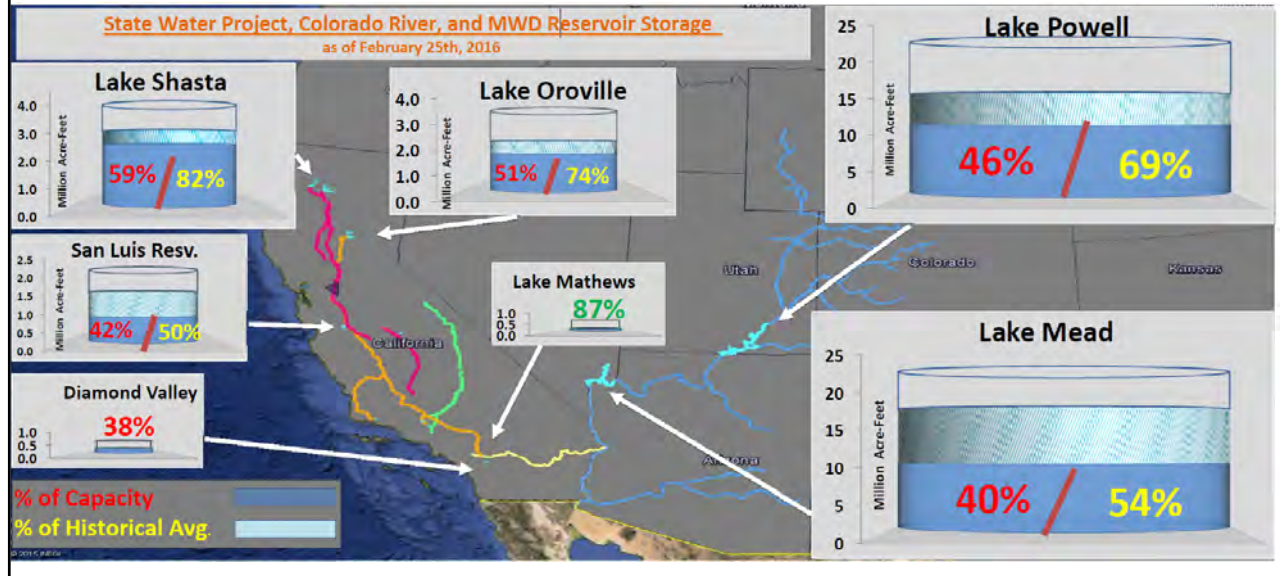 State Water Project, Colorado River, and MWD Reservoir Storage
as of February 25th, 2016
Lake Shasta
4.0
3.0
2.0
1.0
0.0
Million Acre-Feet
59%
82%
Lake Oroville
4.0
3.0
2.0
1.0
0.0
Million Acre-Feet
51%
74%
Lake Powell
25
20
15
10
5
0
Million Acre-Feet
46%
69%
San Luis Resv.
2.5
2.0
1.5
1.0
0.5
0.0
Million Acre-Feet
42%
50%
Lake Mathews
87%
1.0
0.5
0.0
Utah
Colorado
Kansas
California
Arizona
Diamond Valley
38%
1.0
0.5
0.0
Lake Mead
25
20
15
10
5
0
Million Acre-Feet
40%
54%
% of Capacity
% of Historical Avg.